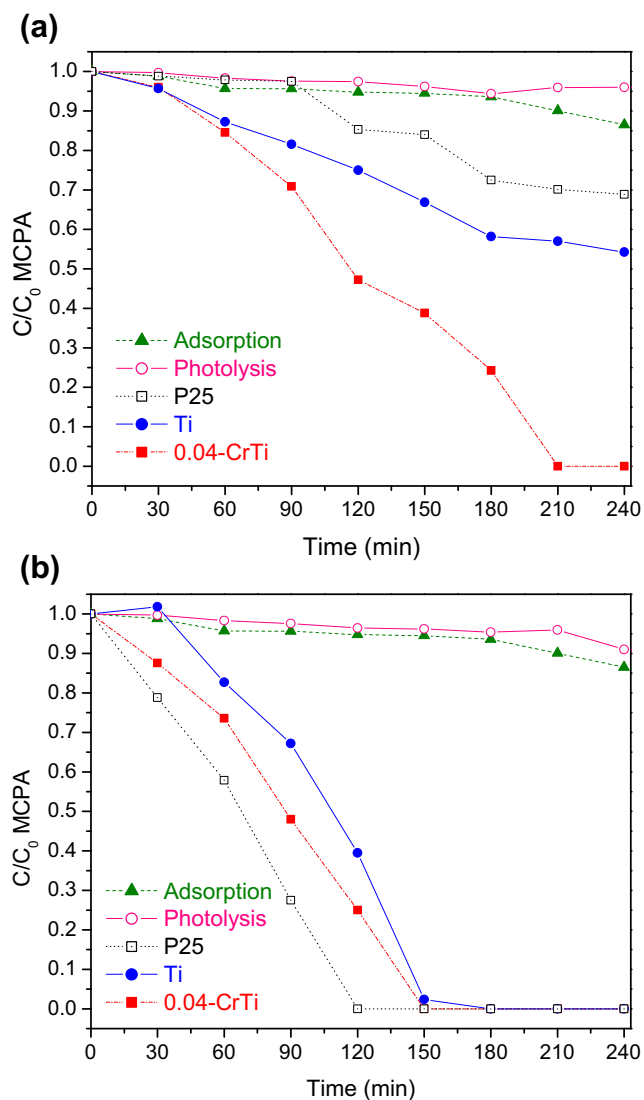 (a)
1.0
0.9
0.8
0.7
0.6
0.5
0.4
0.3
0.2
0.1
0.0
C/C₀ MCPA
Adsorption
Photolysis
P25
Ti
0.04-CrTi
0 30 60 90 120 150 180 210 240
Time (min)
(b)
1.0
0.9
0.8
0.7
0.6
0.5
0.4
0.3
0.2
0.1
0.0
C/C₀ MCPA
Adsorption
Photolysis
P25
Ti
0.04-CrTi
0 30 60 90 120 150 180 210 240
Time (min)